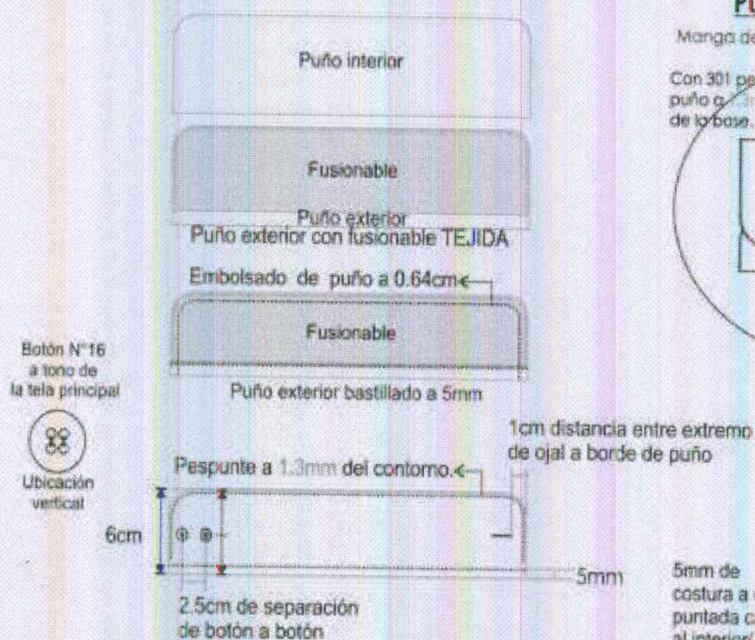 Puño interior
Fusionable
Puño exterior
Puño exterior con fusionable TEJIDA
Embolsado de puño a 0.64cm
Fusionable
Puño exterior bastillado a 5mm
Botón N°16
a tono de
la tela principal
Ubicación
vertical
1cm distancia entre extremo
de ojal a borde de puño
Pespunte a 1.3mm del contorno.
6cm
5mm
2.5cm de separación
de botón a botón
Manga
Con 301
puño a
de la base.
5mm de
costura a
puntada
al interior